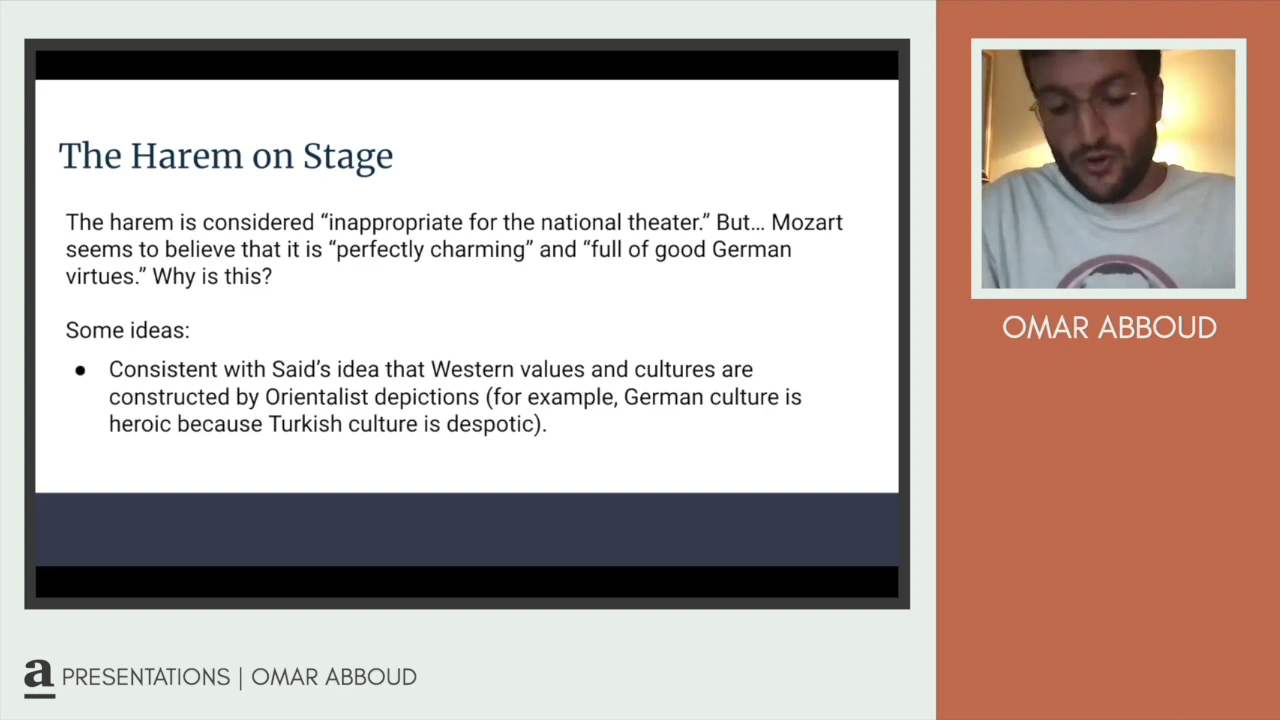 The Harem on Stage
The harem is considered “inappropriate for the national theater.” But... Mozart
seems to believe that it is “perfectly charming” and “full of good German
virtues.” Why is this?
Some ideas:
● Consistent with Said’s idea that Western values and cultures are
constructed by Orientalist depictions (for example, German culture is
heroic because Turkish culture is despotic).
OMAR ABBOUD
a PRESENTATIONS | OMAR ABBOUD